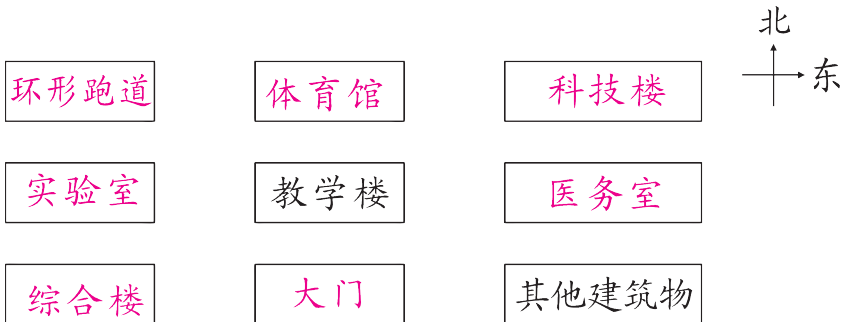 北
东
环形跑道 体育馆 科技楼
实验室 教学楼 医务室
综合楼 大门 其他建筑物